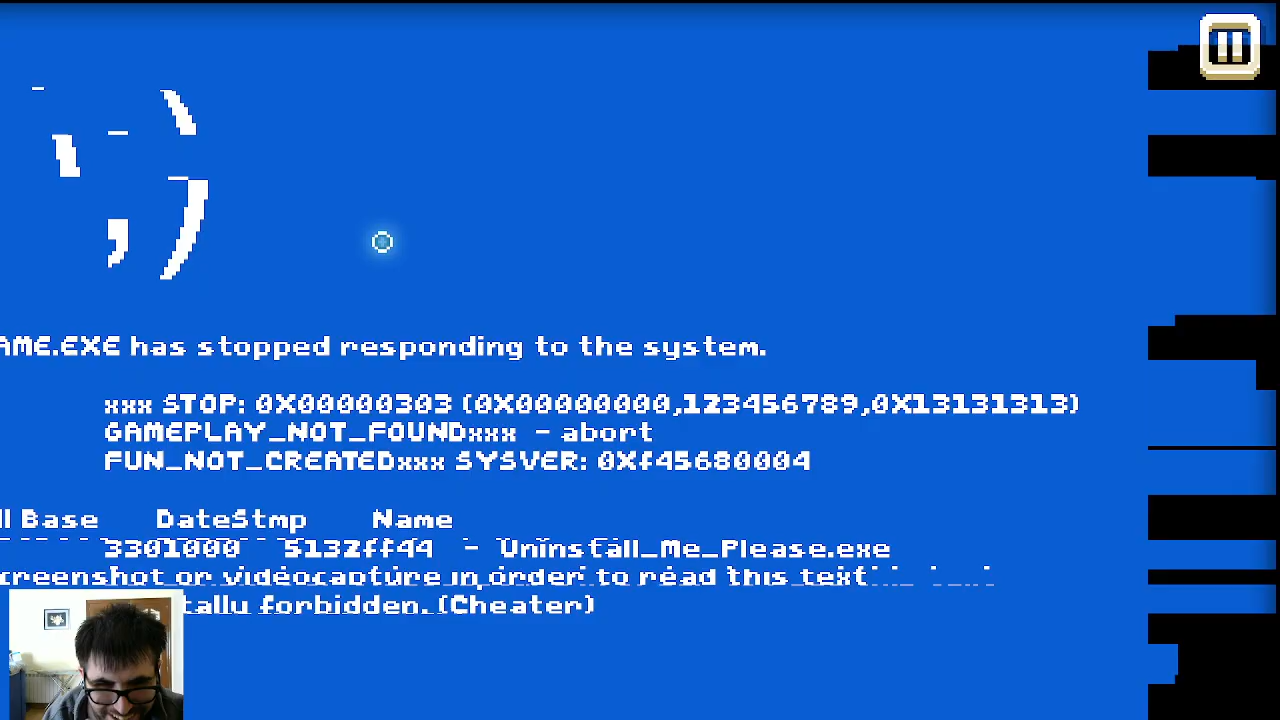 ;)
AME.EXE has stopped responding to the system.
xxx STOP: 0X00000303 (0X00000000,123456789,0X13131313)
GAMEPLAY_NOT_FOUNDxxx - abort
FUN_NOT_CREATEDxxx SYSVER: 0Xf45680004
ll Base DateStmp Name
3301000 5132ff44 - Uninstall_Me_Please.exe
creenshot or videocapture in order to read this text
tally forbidden. (Cheater)